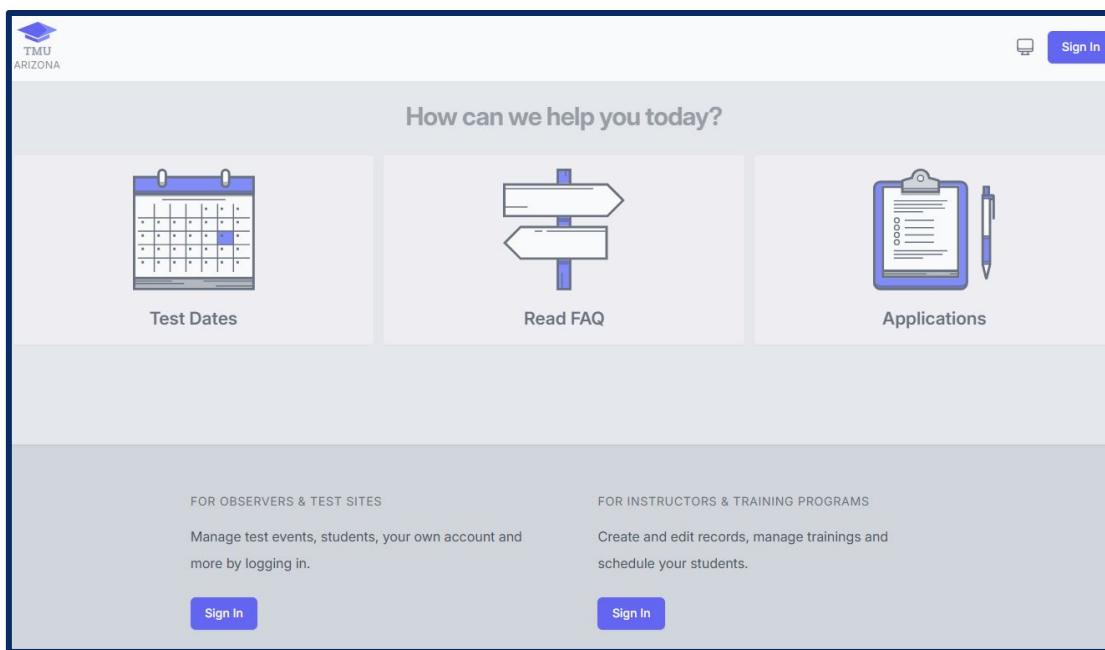 TMU
ARIZONA
Sign In
How can we help you today?
Test Dates
Read FAQ
Applications
FOR OBSERVERS & TEST SITES
Manage test events, students, your own account and
more by logging in.
Sign In
FOR INSTRUCTORS & TRAINING PROGRAMS
Create and edit records, manage trainings and
schedule your students.
Sign In